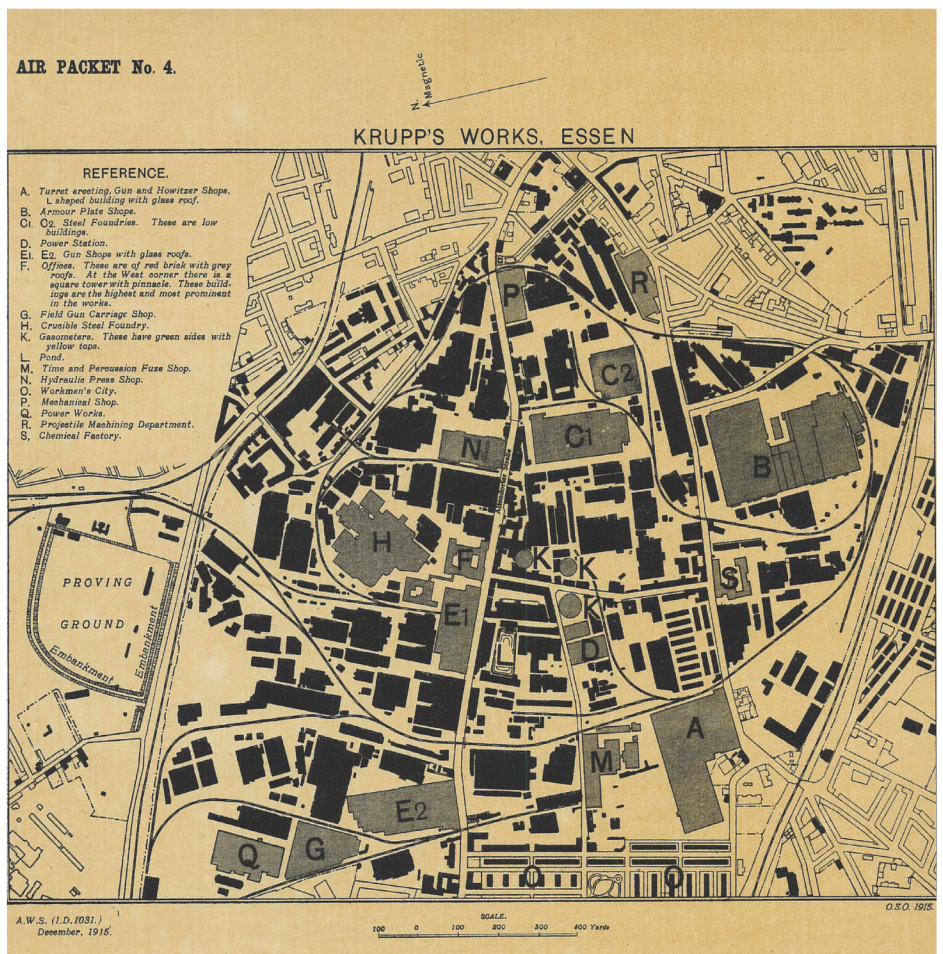 AIR PACKET No. 4.
N.
Magnetic
KRUPP'S WORKS, ESSEN
REFERENCE.
A. Turret erecting, Gun and Howitzer Shops,
L shaped building with glass roof.
B. Armour Plate Shops.
C1. C2. Steel Foundries. These are low
buildings.
D. Power Station.
E1. E2. Gun Shops with glass roofs.
F. Offices. These are of red brick with grey
roofs. At the West corner there is a
square tower with pinnacle. These build-
ings are the highest and most prominent
in the works.
G. Field Gun Carriage Shop.
H. Crucible Steel Foundry.
K. Gasometers. These have green sides with
yellow tops.
L. Pond.
M. Time and Percussion Fuze Shop.
N. Hydraulic Press Shop.
O. Workmen's City.
P. Mechanical Shop.
Q. Power Works.
R. Projectile Machining Department.
S. Chemical Factory.
P
R
C2
N
C1
B
H
F
K
K
S
K
E1
D
PROVING
GROUND
Embankment
Embankment
A
M
E2
Q
G
O
O
A.W.S. (I.D.1031.)
December, 1915.
SCALE.
100 0 100 200 300 400 Yards
O.S.O. 1915.